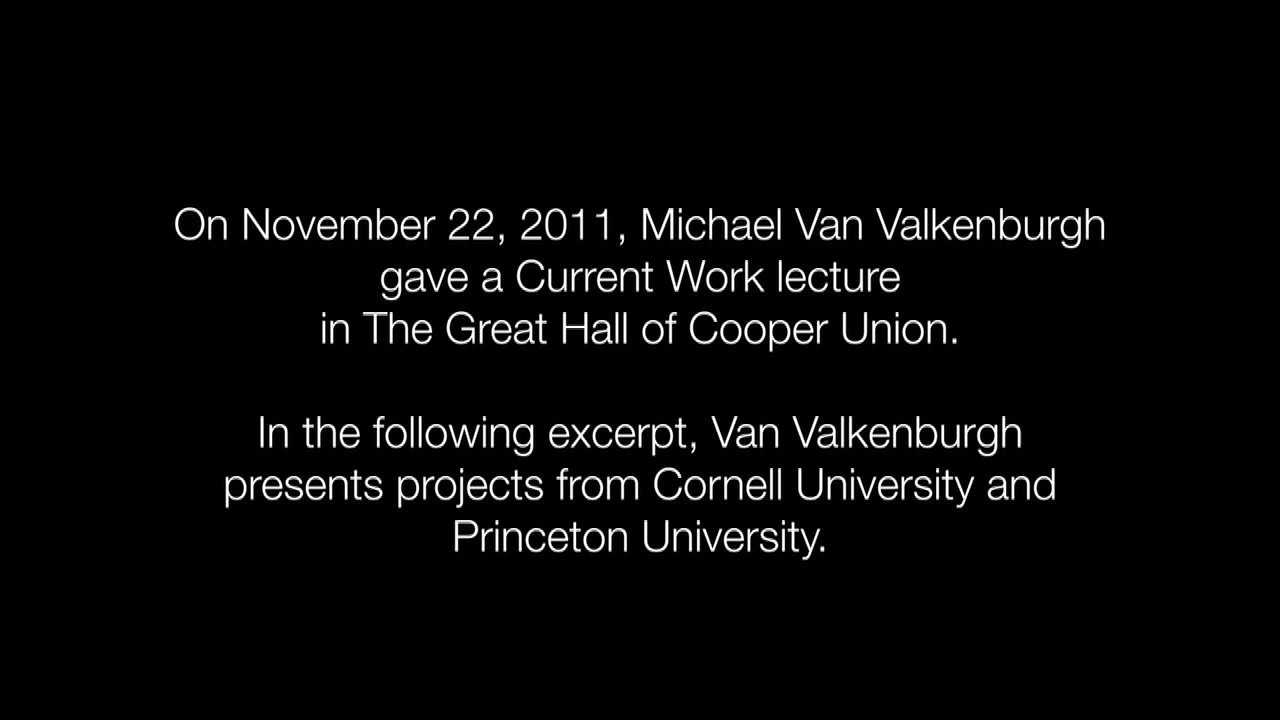 On November 22, 2011, Michael Van Valkenburgh
gave a Current Work lecture
in The Great Hall of Cooper Union.
In the following excerpt, Van Valkenburgh
presents projects from Cornell University and
Princeton University.